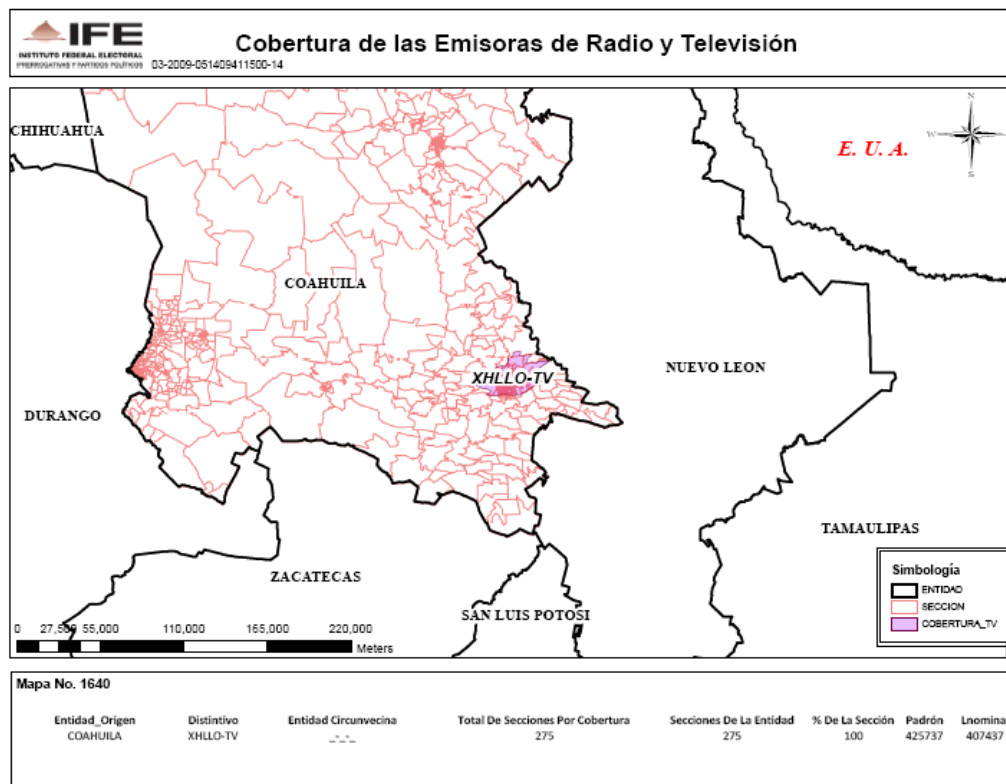 IFE
INSTITUTO FEDERAL ELECTORAL
PRERROGATIVAS Y PARTIDOS POLÍTICOS
03-2009-051409411500-14
Cobertura de las Emisoras de Radio y Televisión
CHIHUAHUA
E. U. A.
N
W
E
S
COAHUILA
NUEVO LEON
XHLLO-TV
DURANGO
TAMAULIPAS
ZACATECAS
SAN LUIS POTOSI
Simbología
ENTIDAD
SECCION
COBERTURA_TV
0 27,500 55,000 110,000 165,000 220,000
Meters
Mapa No. 1640
Entidad_Origen Distintivo Entidad Circunvecina Total De Secciones Por Cobertura Secciones De La Entidad % De La Sección Padrón Lnomina
COAHUILA XHLLO-TV _-_-_ 275 275 100 425737 407437